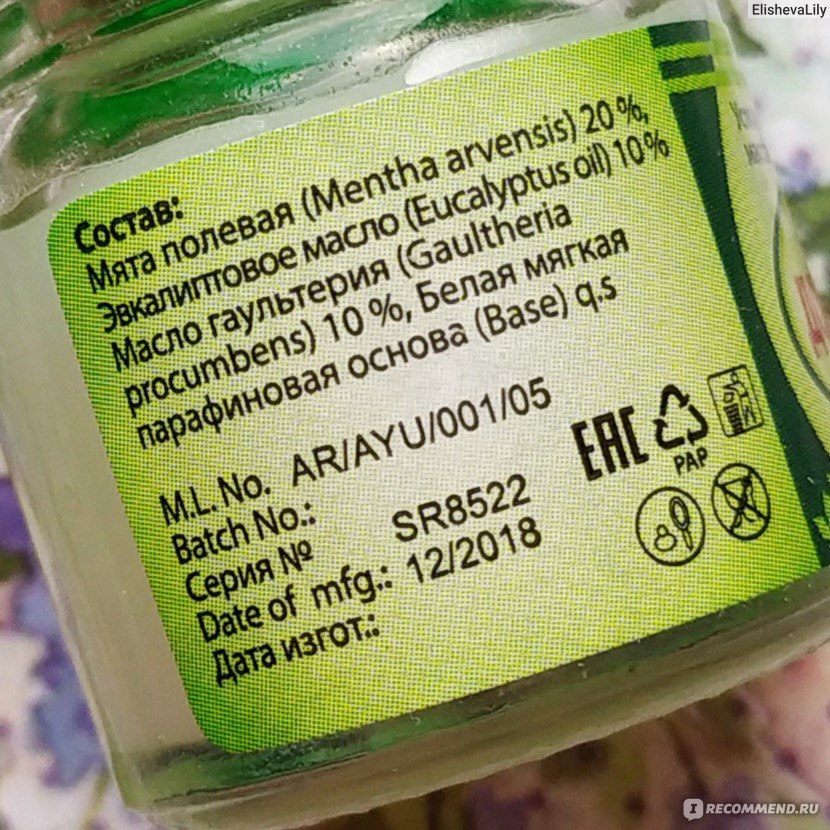 ElishevaLily
Состав:
Мята полевая (Mentha arvensis) 20 %,
Эвкалиптовое масло (Eucalyptus oil) 10%
Масло гаультерия (Gaultheria
procumbens) 10 %, Белая мягкая
парафиновая основа (Base) q.s
M.L. No. AR/AYU/001/05
Batch No.:
Серия № SR8522
Date of mfg.: 12/2018
Дата изгот.:
EAC
PAP
IRECOMMEND.RU